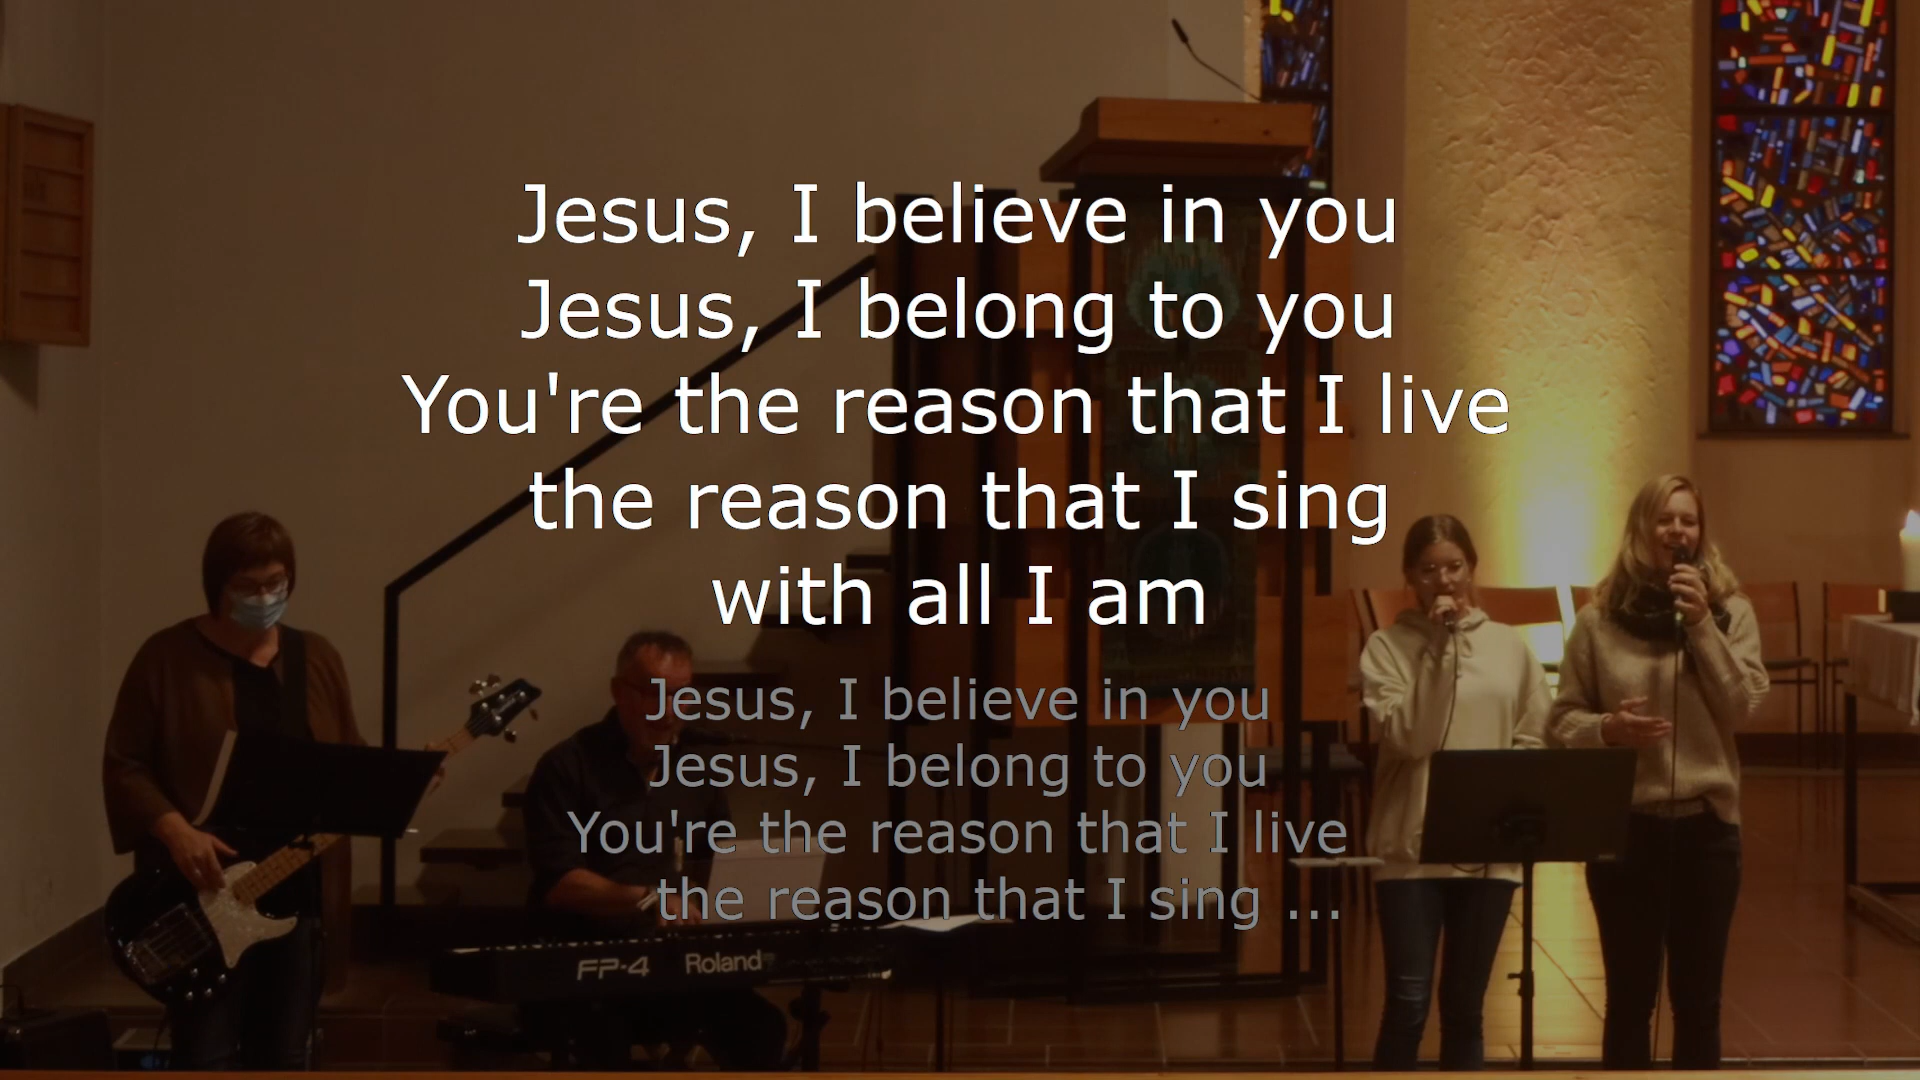 Jesus, I believe in you
Jesus, I belong to you
You're the reason that I live
the reason that I sing
with all I am
Jesus, I believe in you
Jesus, I belong to you
You're the reason that I live
the reason that I sing ...
FP-4 Roland